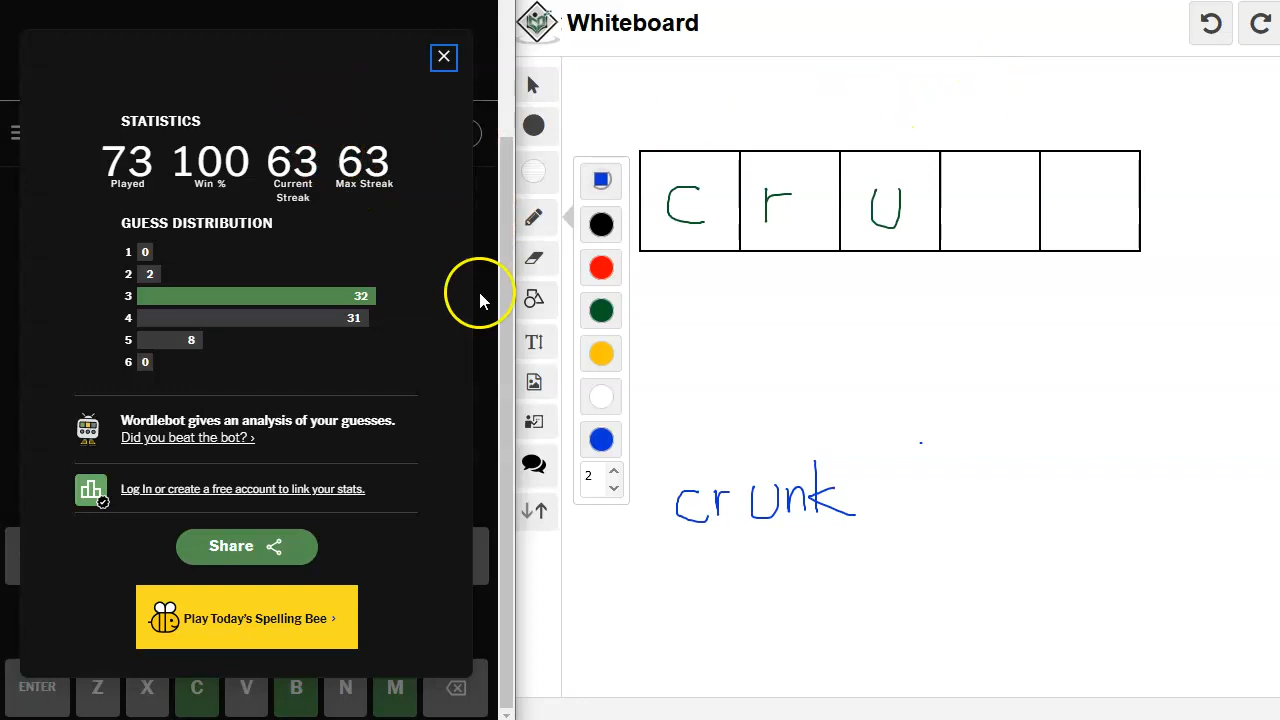 Whiteboard
STATISTICS
73 100 63 63
Played Win % Current Streak Max Streak
GUESS DISTRIBUTION
1 0
2 2
3 32
4 31
5 8
6 0
Wordlebot gives an analysis of your guesses.
Did you beat the bot? ›
Log In or create a free account to link your stats.
Share
Play Today's Spelling Bee ›
ENTER Z X C V B N M
c r u
T
2
crunk